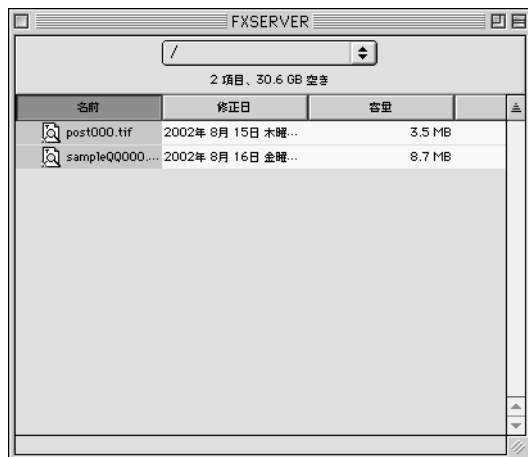 FXSERVER
/
2 項目、30.6 GB 空き
名前 修正日 容量
post000.tif 2002年 8月 15日 木曜... 3.5 MB
sampleQQ000.... 2002年 8月 16日 金曜... 8.7 MB